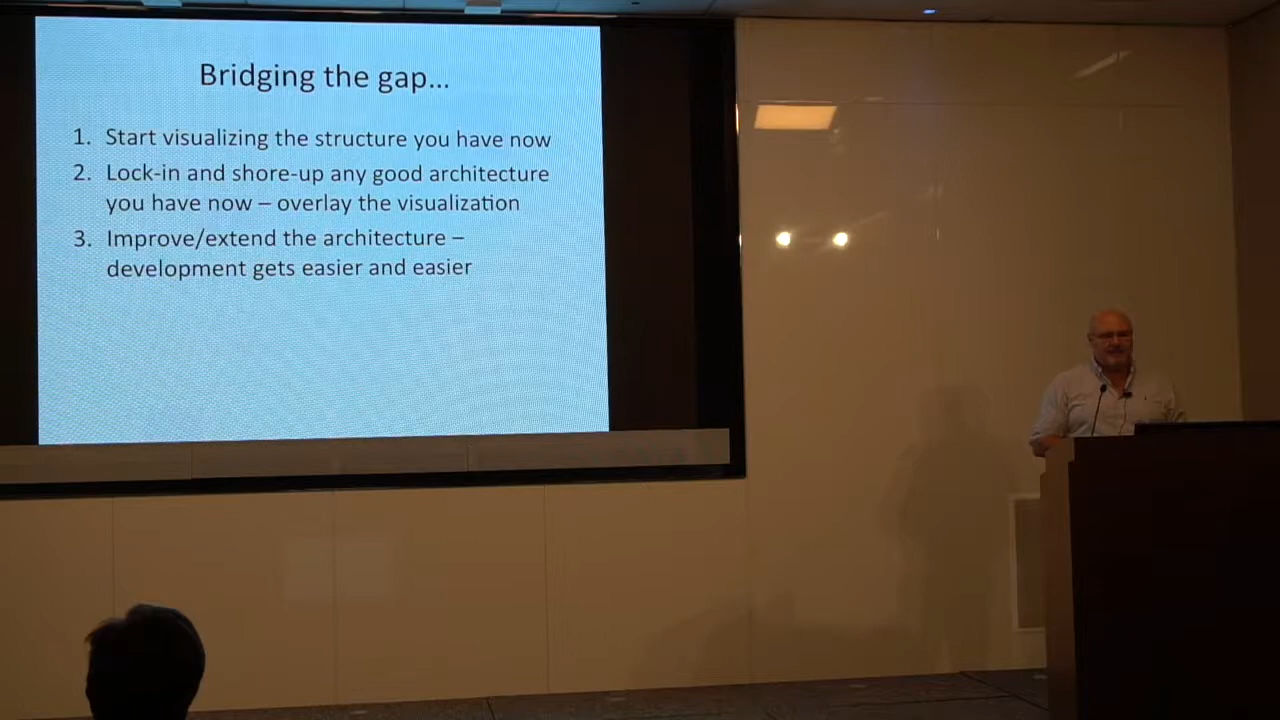 Bridging the gap...
1. Start visualizing the structure you have now
2. Lock-in and shore-up any good architecture
you have now – overlay the visualization
3. Improve/extend the architecture –
development gets easier and easier